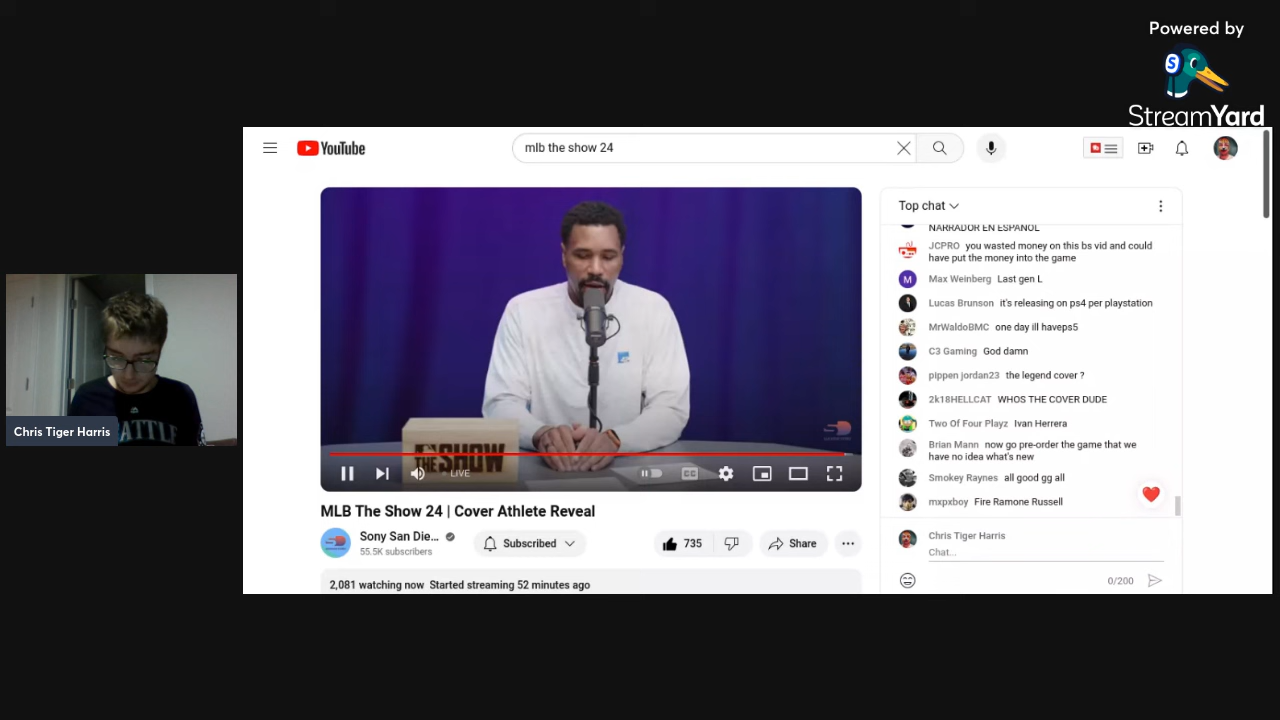 Powered by
StreamYard
YouTube
mlb the show 24
Top chat
NARRADOR EN ESPAÑOL
JCPRO you wasted money on this bs vid and could
have put the money into the game
Max Weinberg Last gen L
Lucas Brunson it's releasing on ps4 per playstation
MrWaldoBMC one day ill haveps5
C3 Gaming God damn
pippen jordan23 the legend cover ?
2k18HELLCAT WHOS THE COVER DUDE
Two Of Four Playz Ivan Herrera
Brian Mann now go pre-order the game that we
have no idea what's new
Smokey Raynes all good gg all
mxpxboy Fire Ramone Russell
Chris Tiger Harris
Chat...
0/200
THE SHOW
LIVE
CC
MLB The Show 24 | Cover Athlete Reveal
Sony San Die...
55.5K subscribers
Subscribed
735
Share
2,081 watching now Started streaming 52 minutes ago
Chris Tiger Harris
SEATTLE